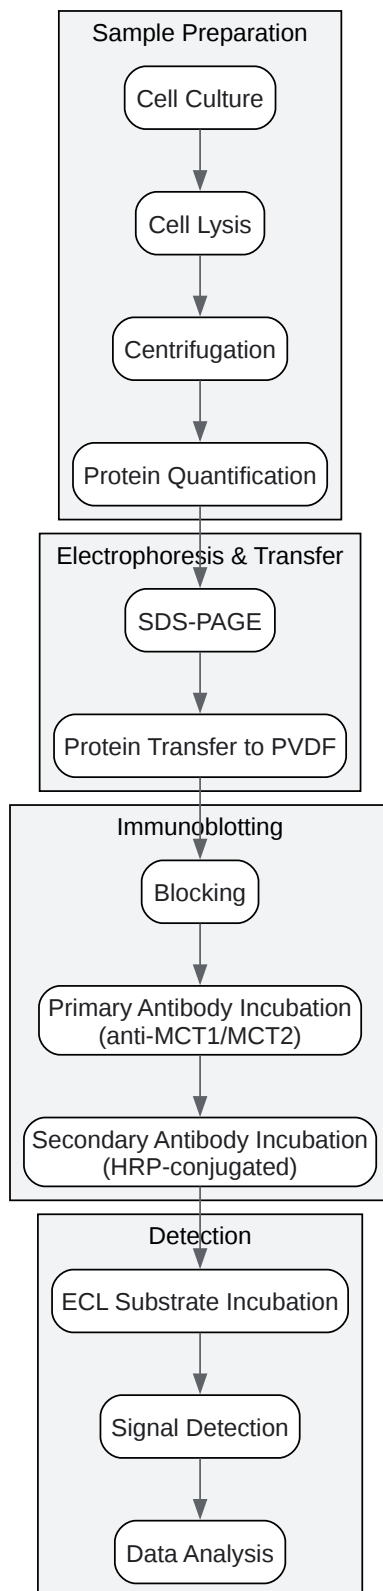 Sample Preparation
Cell Culture
Cell Lysis
Centrifugation
Protein Quantification
Electrophoresis & Transfer
SDS-PAGE
Protein Transfer to PVDF
Immunoblotting
Blocking
Primary Antibody Incubation
(anti-MCT1/MCT2)
Secondary Antibody Incubation
(HRP-conjugated)
Detection
ECL Substrate Incubation
Signal Detection
Data Analysis